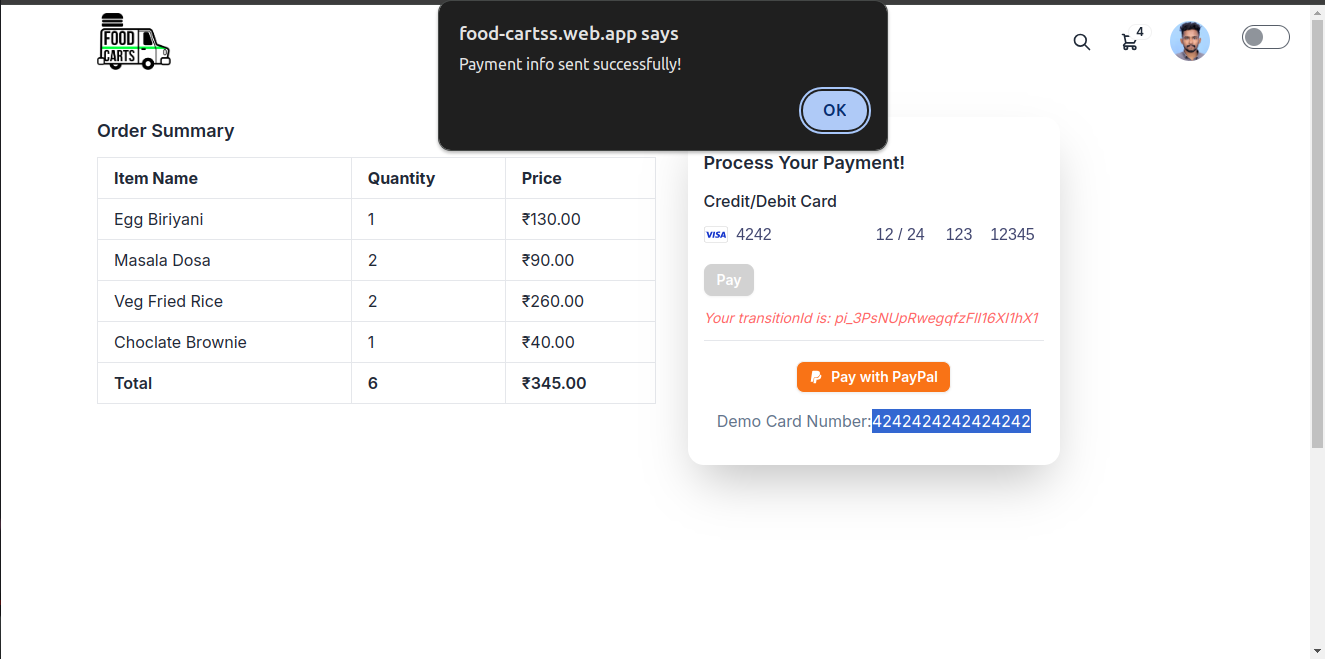 food-cartss.web.app says
Payment info sent successfully!
OK
FOOD
CARTS
4
Order Summary
Item Name Quantity Price
Egg Biriyani 1 ₹130.00
Masala Dosa 2 ₹90.00
Veg Fried Rice 2 ₹260.00
Choclate Brownie 1 ₹40.00
Total 6 ₹345.00
Process Your Payment!
Credit/Debit Card
VISA 4242 12 / 24 123 12345
Pay
Your transitionId is: pi_3PsNUpRwegqfzFlI16XI1hX1
Pay with PayPal
Demo Card Number:4242424242424242